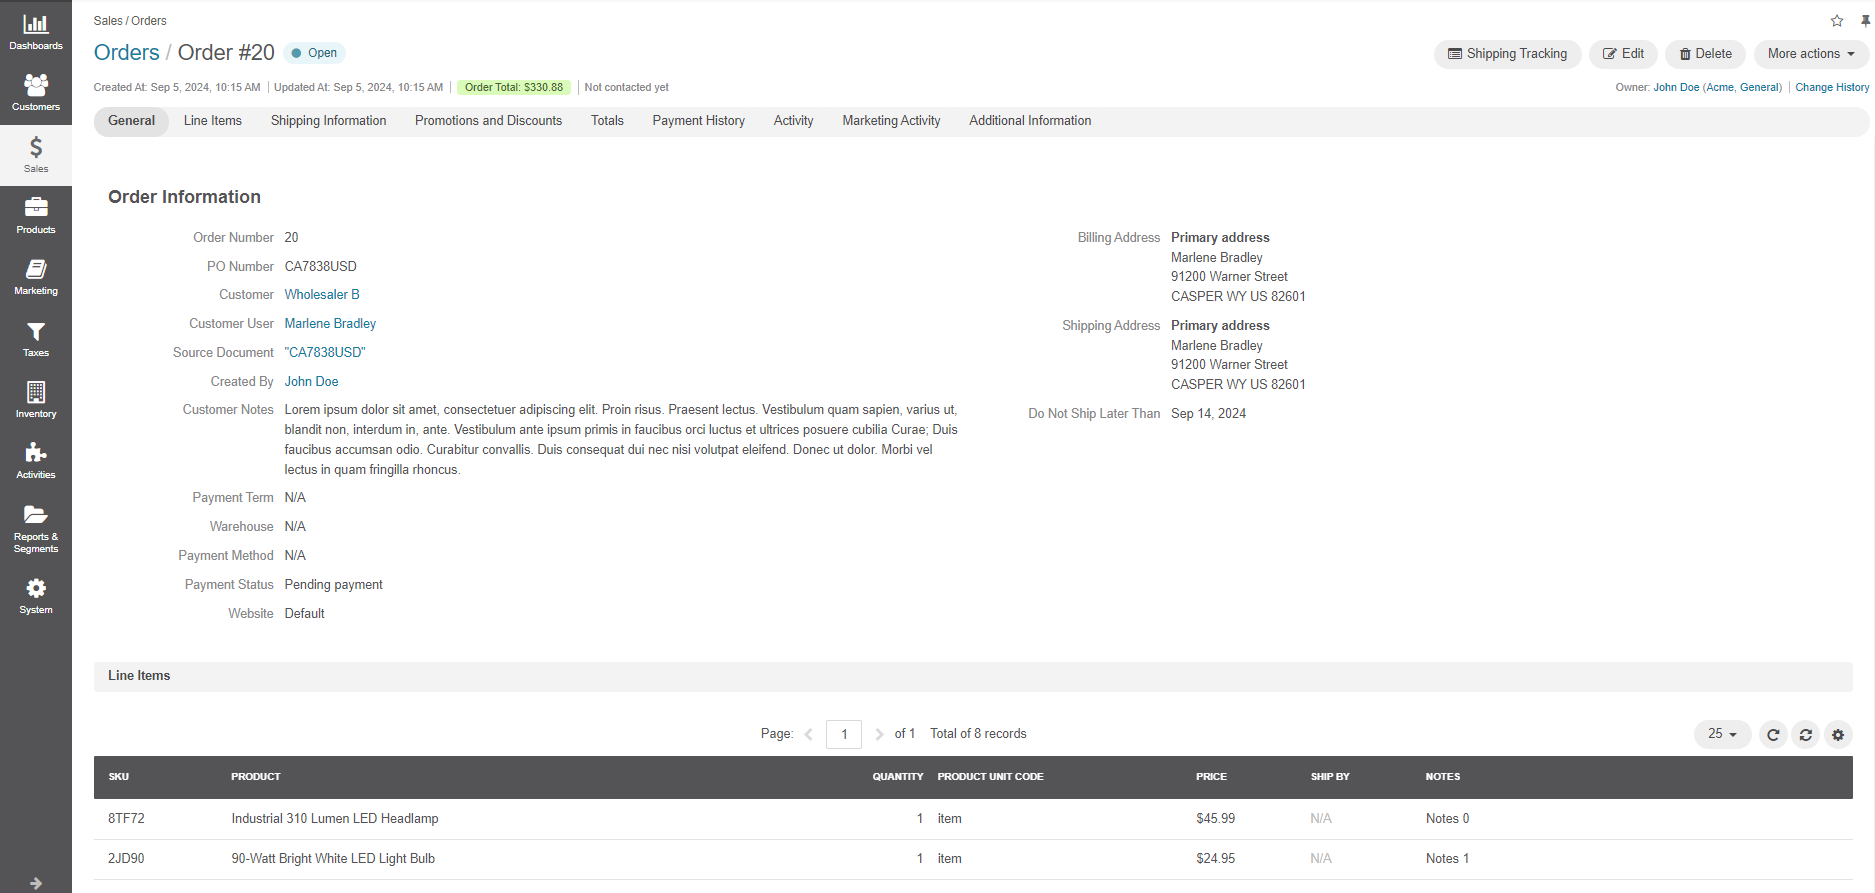 Dashboards
Customers
Sales
Products
Marketing
Taxes
Inventory
Activities
Reports &
Segments
System
Sales / Orders
Orders / Order #20 Open
Shipping Tracking Edit Delete More actions
Created At: Sep 5, 2024, 10:15 AM Updated At: Sep 5, 2024, 10:15 AM Order Total: $330.88 Not contacted yet
Owner: John Doe (Acme, General) Change History
General Line Items Shipping Information Promotions and Discounts Totals Payment History Activity Marketing Activity Additional Information
Order Information
Order Number 20
PO Number CA7838USD
Customer Wholesaler B
Customer User Marlene Bradley
Source Document "CA7838USD"
Created By John Doe
Customer Notes Lorem ipsum dolor sit amet, consectetuer adipiscing elit. Proin risus. Praesent lectus. Vestibulum quam sapien, varius ut,
blandit non, interdum in, ante. Vestibulum ante ipsum primis in faucibus orci luctus et ultrices posuere cubilia Curae; Duis
faucibus accumsan odio. Curabitur convallis. Duis consequat dui nec nisi volutpat eleifend. Donec ut dolor. Morbi vel
lectus in quam fringilla rhoncus.
Payment Term N/A
Warehouse N/A
Payment Method N/A
Payment Status Pending payment
Website Default
Billing Address Primary address
Marlene Bradley
91200 Warner Street
CASPER WY US 82601
Shipping Address Primary address
Marlene Bradley
91200 Warner Street
CASPER WY US 82601
Do Not Ship Later Than Sep 14, 2024
Line Items
Page: 1 of 1 Total of 8 records 25
SKU PRODUCT QUANTITY PRODUCT UNIT CODE PRICE SHIP BY NOTES
8TF72 Industrial 310 Lumen LED Headlamp 1 item $45.99 N/A Notes 0
2JD90 90-Watt Bright White LED Light Bulb 1 item $24.95 N/A Notes 1